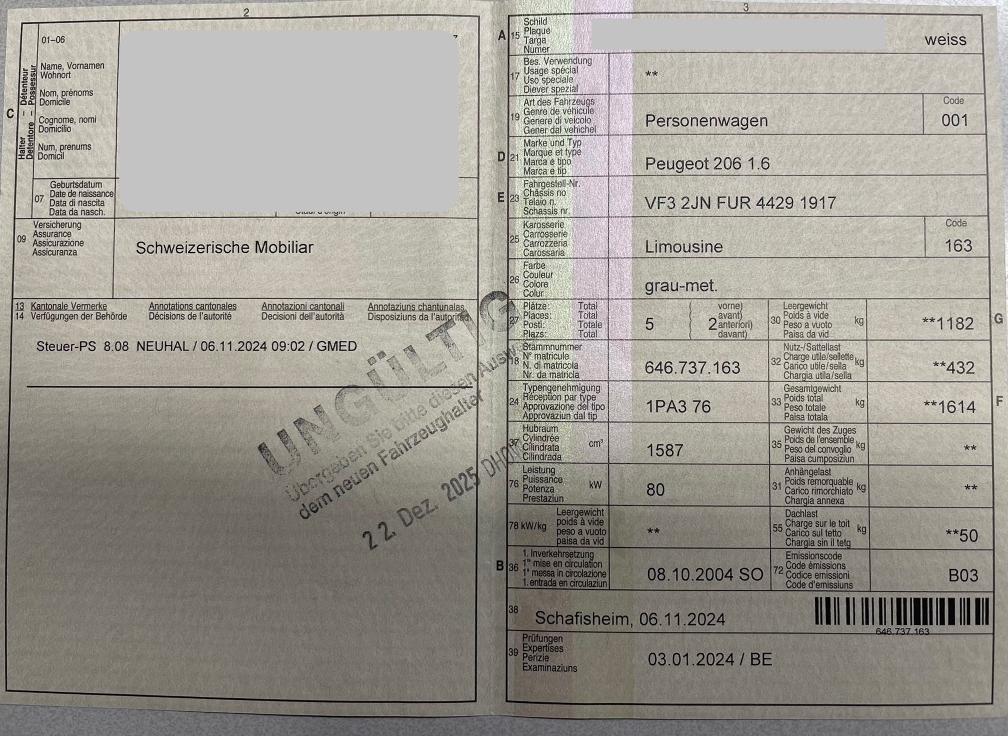 2
01–06
Name, Vornamen
Wohnort
Nom, prénoms
Domicile
Cognome, nomi
Domicilio
Num, prenums
Domicil
C
Halter – Détenteur
Detentore – Possessur
07
Geburtsdatum
Date de naissance
Data di nascita
Data da nasch.
09
Versicherung
Assurance
Assicurazione
Assicuranza
Schweizerische Mobiliar
13 Kantonale Vermerke Annotations cantonales Annotazioni cantonali Annotaziuns chantunalas
14 Verfügungen der Behörde Décisions de l'autorité Decisioni dell'autorità Disposiziuns da l'autoritad
Steuer-PS 8.08 NEUHAL / 06.11.2024 09:02 / GMED
UNGÜLTIG
Übergeben Sie bitte diesen Ausw
dem neuen Fahrzeughalter
22. Dez. 2025
3
A 15
Schild
Plaque
Targa
Numer
weiss
17
Bes. Verwendung
Usage spécial
Uso speciale
Diever spezial
**
19
Art des Fahrzeugs
Genre de véhicule
Genere di veicolo
Gener dal vehichel
Personenwagen
Code
001
D 21
Marke und Typ
Marque et type
Marca e tipo
Marca e tip
Peugeot 206 1.6
E 23
Fahrgestell-Nr.
Châssis no
Telaio n.
Schassis nr.
VF3 2JN FUR 4429 1917
25
Karosserie
Carrosserie
Carrozzeria
Carossaria
Limousine
Code
163
26
Farbe
Couleur
Colore
Colur
grau-met.
27
Plätze: Total
Places: Total
Posti: Totale
Plazs: Total
5
( vorne)
avant)
2 anteriori)
( davant)
30
Leergewicht
Poids à vide
Peso a vuoto
Paisa da vid
kg
**1182
G
18
Stammnummer
N° matricule
N. di matricola
Nr. da matricla
646.737.163
32
Nutz-/Sattellast
Charge utile/sellette
Carico utile/sella
Chargia utila/sella
kg
**432
24
Typengenehmigung
Réception par type
Approvazione del tipo
Approvaziun dal tip
1PA3 76
33
Gesamtgewicht
Poids total
Peso totale
Paisa totala
kg
**1614
F
37
Hubraum
Cylindrée
Cilindrata
Cilindrada
cm³
1587
35
Gewicht des Zuges
Poids de l'ensemble
Peso del convoglio
Paisa cumposiziun
kg
**
76
Leistung
Puissance
Potenza
Prestaziun
kW
80
31
Anhängelast
Poids remorquable
Carico rimorchiato
Chargia annexa
kg
**
78 kW/kg
Leergewicht
poids à vide
peso a vuoto
paisa da vid
**
55
Dachlast
Charge sur le toit
Carico sul tetto
Chargia sin il tetg
kg
**50
B 36
1. Inverkehrsetzung
1re mise en circulation
1a messa in circolazione
1. entrada en circulaziun
08.10.2004 SO
72
Emissionscode
Code émissions
Codice emissioni
Code d'emissiuns
B03
38
Schafisheim, 06.11.2024
646.737.163
39
Prüfungen
Expertises
Perizie
Examinaziuns
03.01.2024 / BE